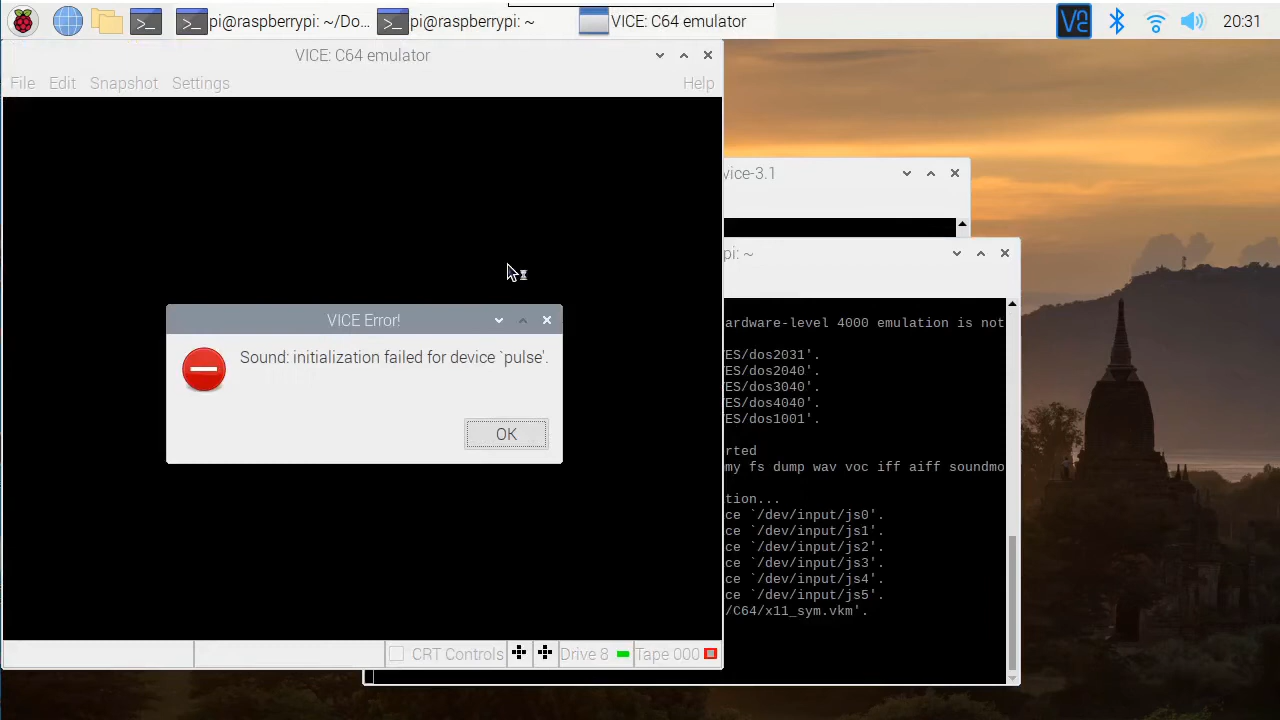 pi@raspberrypi: ~/Do...
pi@raspberrypi: ~
VICE: C64 emulator
20:31
VICE: C64 emulator
File Edit Snapshot Settings Help
vice-3.1
pi: ~
VICE Error!
Sound: initialization failed for device `pulse'.
OK
ardware-level 4000 emulation is not
ES/dos2031'.
ES/dos2040'.
ES/dos3040'.
ES/dos4040'.
ES/dos1001'.
rted
my fs dump wav voc iff aiff soundmo
tion...
ce `/dev/input/js0'.
ce `/dev/input/js1'.
ce `/dev/input/js2'.
ce `/dev/input/js3'.
ce `/dev/input/js4'.
ce `/dev/input/js5'.
/C64/x11_sym.vkm'.
CRT Controls Drive 8 Tape 000